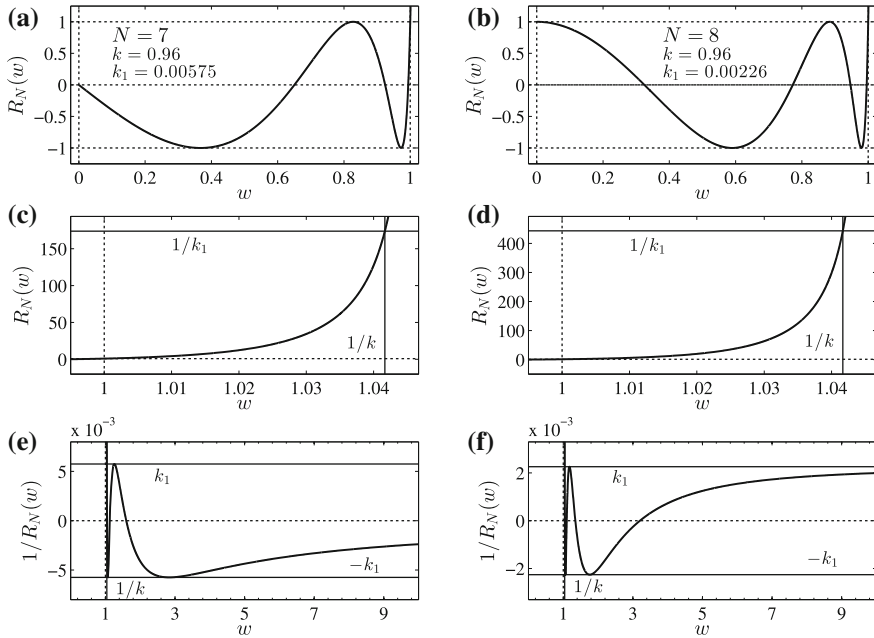 (a)
1
0.5
0
−0.5
−1
R_N(w)
N = 7
k = 0.96
k_1 = 0.00575
0 0.2 0.4 0.6 0.8 1
w
(b)
1
0.5
0
−0.5
−1
R_N(w)
N = 8
k = 0.96
k_1 = 0.00226
0 0.2 0.4 0.6 0.8 1
w
(c)
150
100
50
0
R_N(w)
1/k_1
1/k
1 1.01 1.02 1.03 1.04
w
(d)
400
300
200
100
0
R_N(w)
1/k_1
1/k
1 1.01 1.02 1.03 1.04
w
(e)
x 10^−3
5
0
−5
1/R_N(w)
k_1
−k_1
1/k
1 3 5 7 9
w
(f)
x 10^−3
2
0
−2
1/R_N(w)
k_1
−k_1
1/k
1 3 5 7 9
w